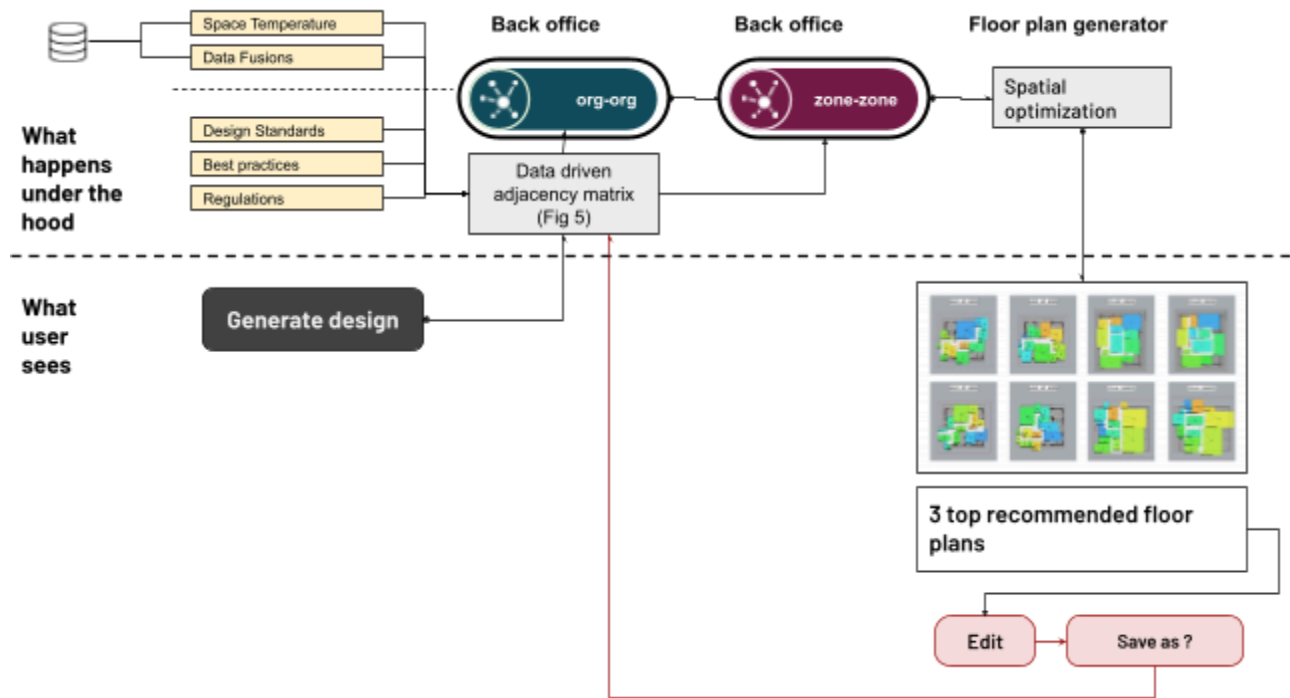 Space Temperature
Data Fusions
Back office
Back office
Floor plan generator
org-org
zone-zone
Spatial
optimization
What
happens
under the
hood
Design Standards
Best practices
Regulations
Data driven
adjacency matrix
(Fig 5)
What
user
sees
Generate design
3 top recommended floor
plans
Edit
Save as ?